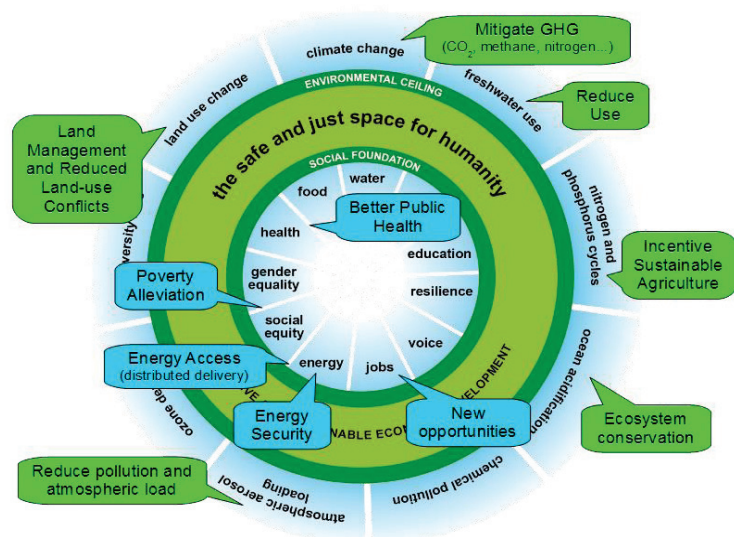 Mitigate GHG
(CO2, methane, nitrogen...)
climate change
freshwater use
Reduce
Use
land use change
ENVIRONMENTAL CEILING
Land
Management
and Reduced
Land-use
Conflicts
the safe and just space for humanity
SOCIAL FOUNDATION
nitrogen and
phosphorus cycles
Incentive
Sustainable
Agriculture
food
water
Better Public
Health
health
education
gender
equality
resilience
Poverty
Alleviation
social
equity
voice
energy
jobs
Energy Access
(distributed delivery)
Energy
Security
New
opportunities
ocean acidification
Ecosystem
conservation
chemical pollution
atmospheric aerosol
loading
Reduce pollution and
atmospheric load
ozone